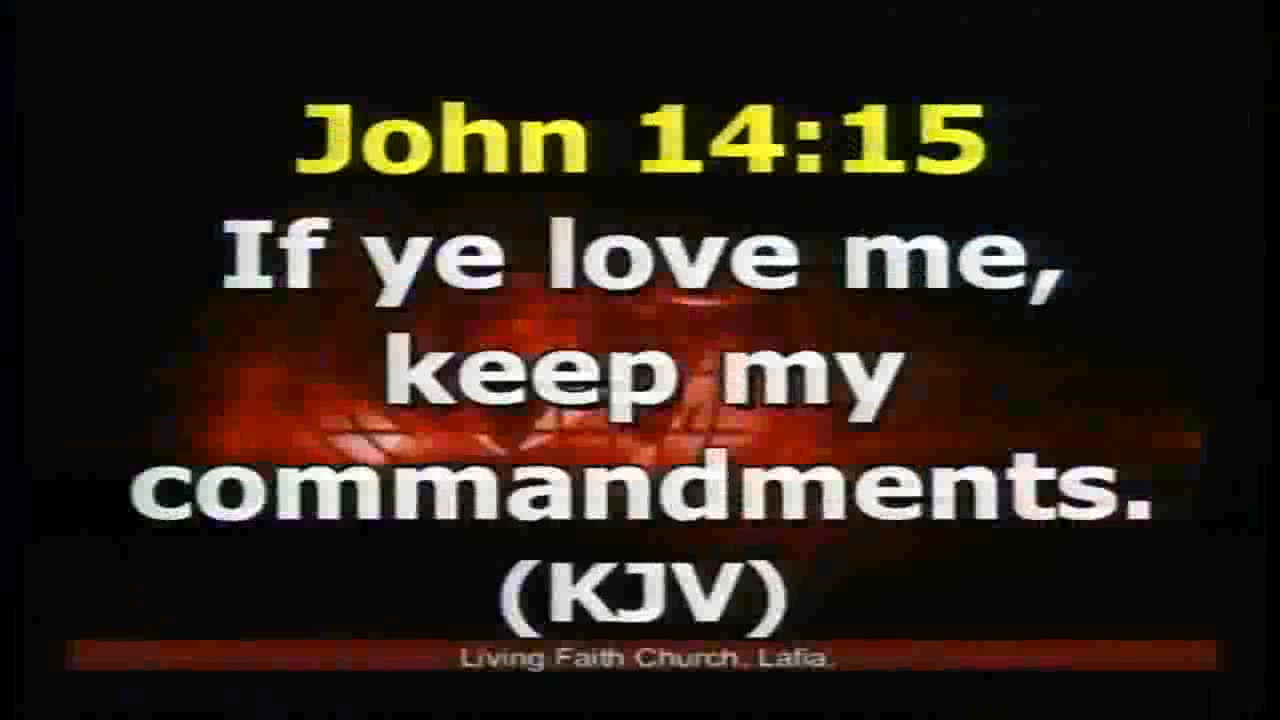 John 14:15
If ye love me,
keep my
commandments.
(KJV)
Living Faith Church, Lafia.